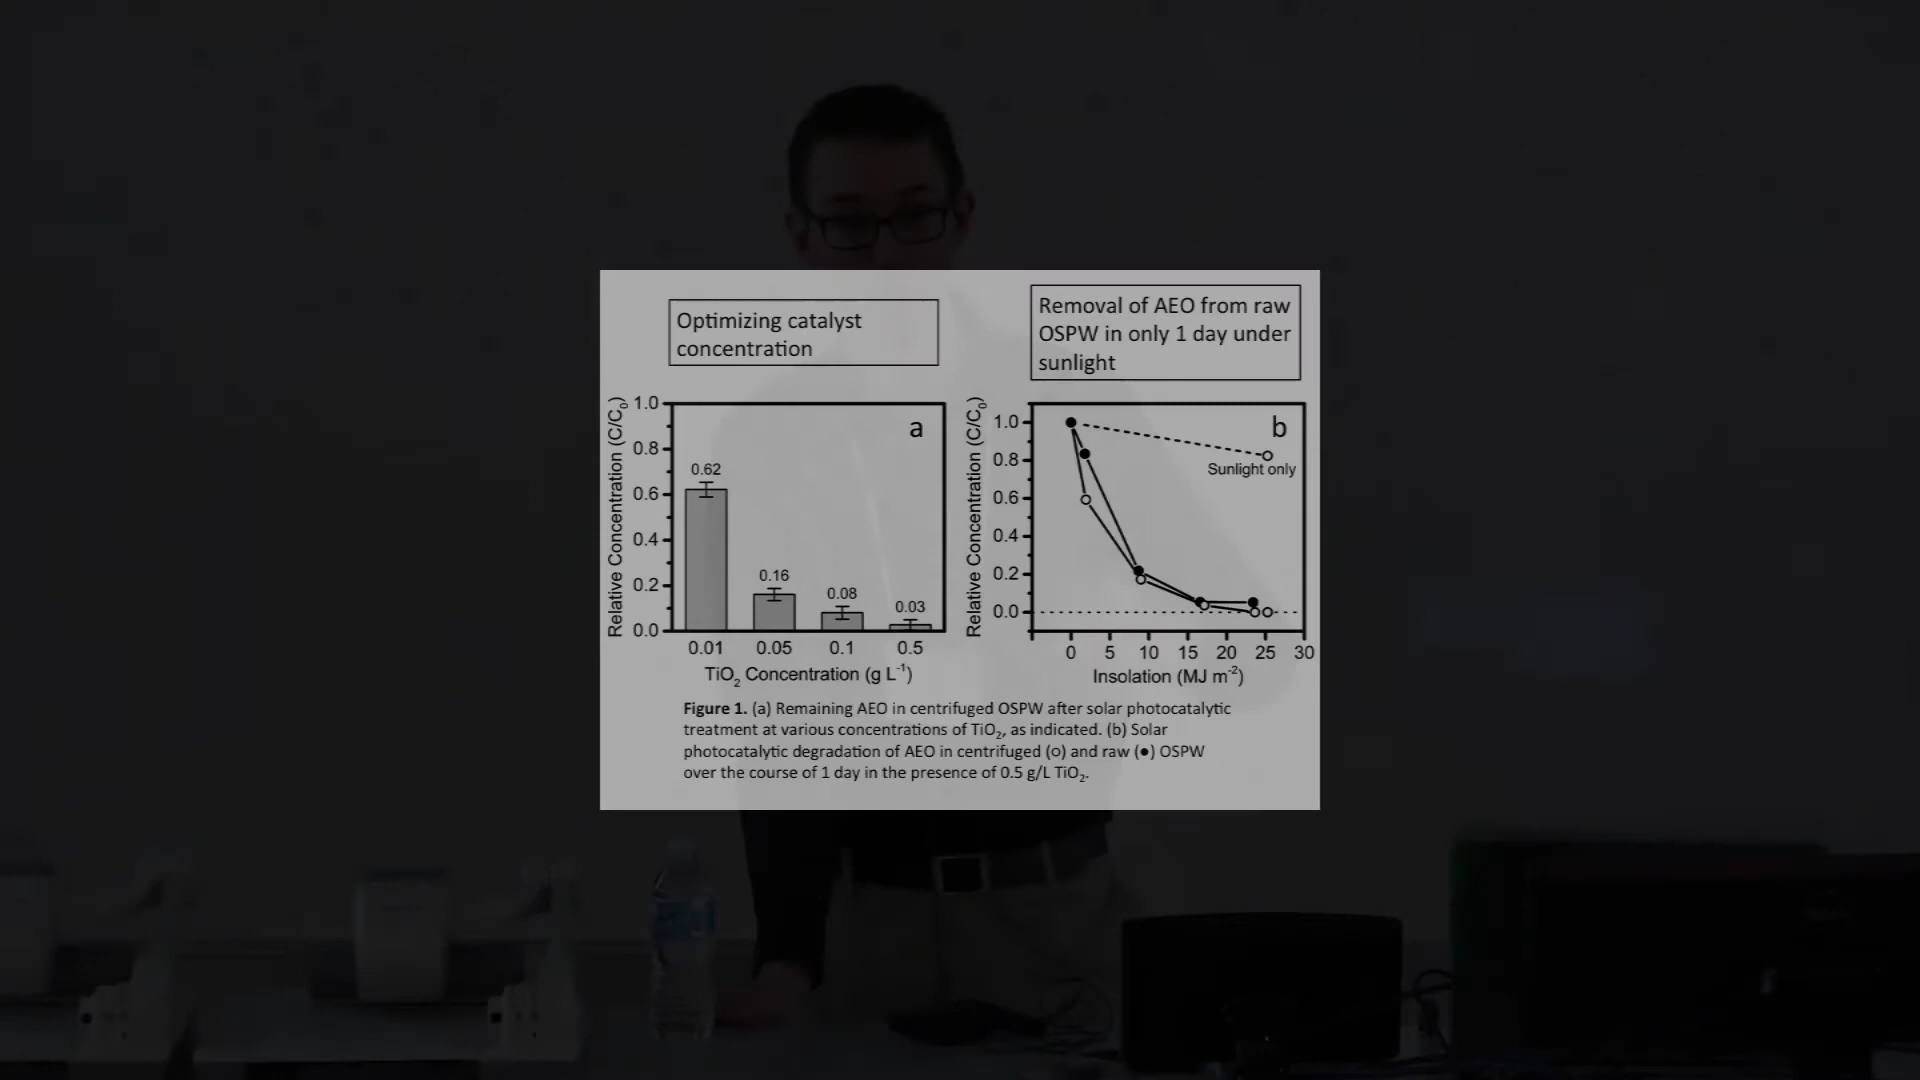 Optimizing catalyst
concentration
Removal of AEO from raw
OSPW in only 1 day under
sunlight
Relative Concentration (C/C0)
1.0
0.8
0.6
0.4
0.2
0.0
a
0.62
0.16
0.08
0.03
0.01 0.05 0.1 0.5
TiO2 Concentration (g L-1)
Relative Concentration (C/C0)
1.0
0.8
0.6
0.4
0.2
0.0
b
Sunlight only
0 5 10 15 20 25 30
Insolation (MJ m-2)
Figure 1. (a) Remaining AEO in centrifuged OSPW after solar photocatalytic
treatment at various concentrations of TiO2, as indicated. (b) Solar
photocatalytic degradation of AEO in centrifuged (o) and raw (●) OSPW
over the course of 1 day in the presence of 0.5 g/L TiO2.